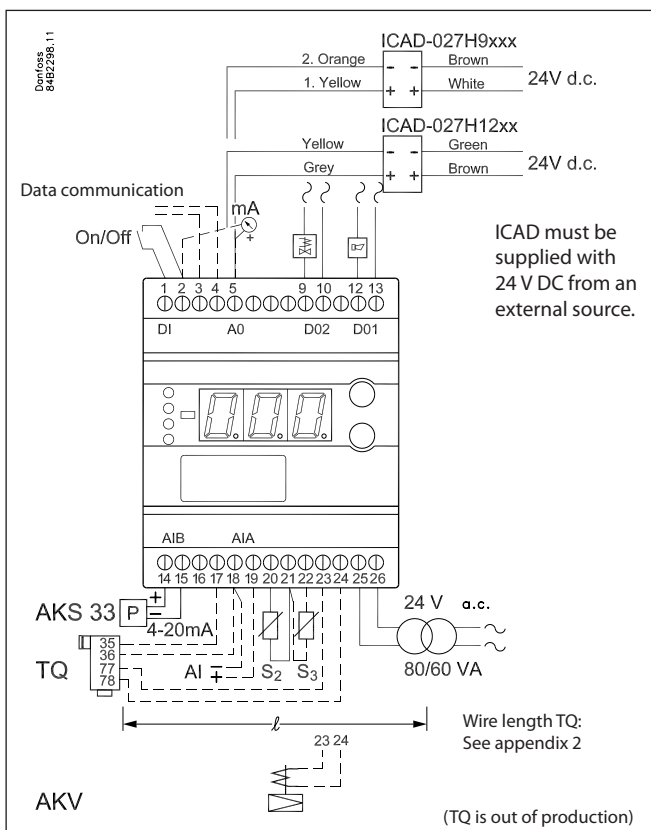 Danfoss
84B2298.11
ICAD-027H9xxx
2. Orange - - Brown
1. Yellow + + White
24V d.c.
ICAD-027H12xx
Yellow - - Green
Grey + + Brown
24V d.c.
Data communication
mA
+
On/Off
ICAD must be
supplied with
24 V DC from an
external source.
1 2 3 4 5 9 10 12 13
DI A0 D02 D01
0.0.0
AIB AIA
14 15 16 17 18 19 20 21 22 23 24 25 26
AKS 33 P + -
4-20mA
24 V a.c.
80/60 VA
TQ
35
36
77
78
AI - +
S2 S3
ℓ
Wire length TQ:
See appendix 2
23 24
AKV
(TQ is out of production)